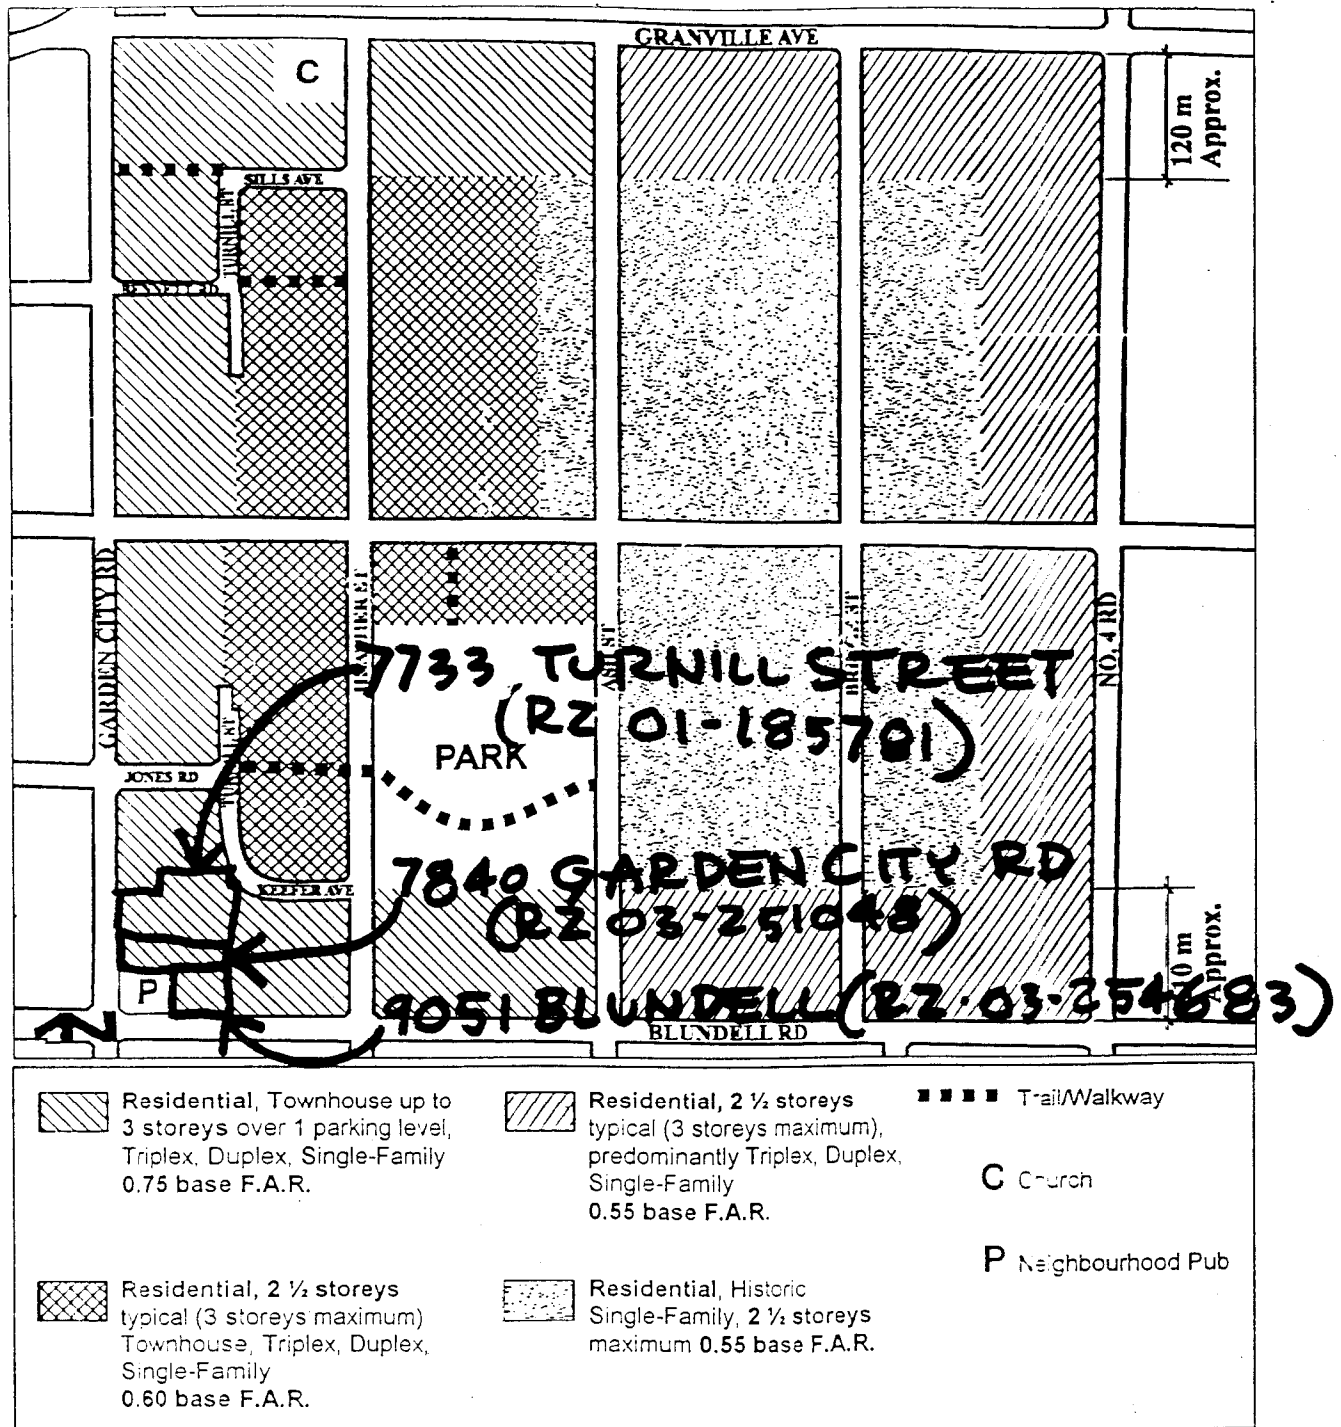 GRANVILLE AVE
C
120 m
Approx.
SILLS AVE
TURNILL ST
BENNETT RD
GARDEN CITY RD
ASH ST
NO. 4 RD
7733 TURNILL STREET
(RZ 01-185781)
PARK
JONES RD
7840 GARDEN CITY RD
(RZ 03-251048)
KEEFER AVE
Approx.
P
9051 BLUNDELL (RZ 03-254683)
BLUNDELL RD
Residential, Townhouse up to
3 storeys over 1 parking level,
Triplex, Duplex, Single-Family
0.75 base F.A.R.
Residential, 2 ½ storeys
typical (3 storeys maximum),
predominantly Triplex, Duplex,
Single-Family
0.55 base F.A.R.
Trail/Walkway
C Church
P Neighbourhood Pub
Residential, 2 ½ storeys
typical (3 storeys maximum)
Townhouse, Triplex, Duplex,
Single-Family
0.60 base F.A.R.
Residential, Historic
Single-Family, 2 ½ storeys
maximum 0.55 base F.A.R.